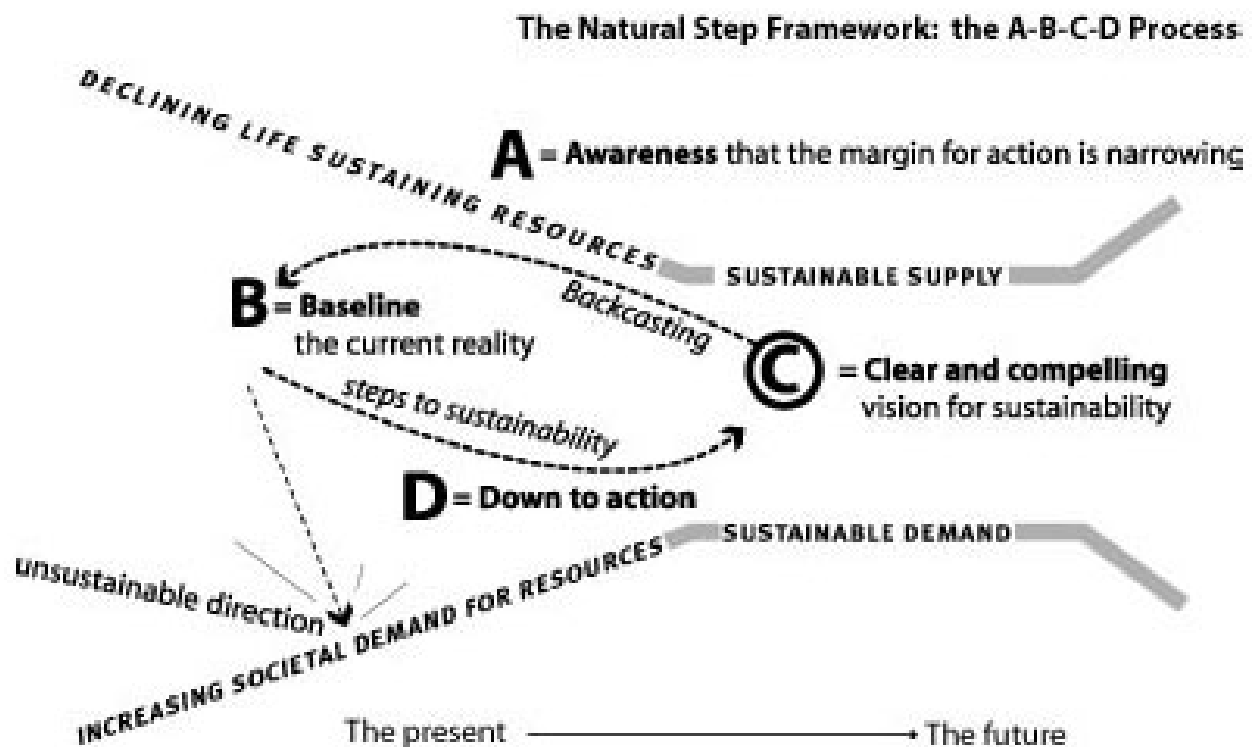 The Natural Step Framework: the A-B-C-D Process
DECLINING LIFE SUSTAINING RESOURCES
A = Awareness that the margin for action is narrowing
SUSTAINABLE SUPPLY
Backcasting
B = Baseline
the current reality
C = Clear and compelling
vision for sustainability
steps to sustainability
D = Down to action
SUSTAINABLE DEMAND
unsustainable direction
INCREASING SOCIETAL DEMAND FOR RESOURCES
The present
The future